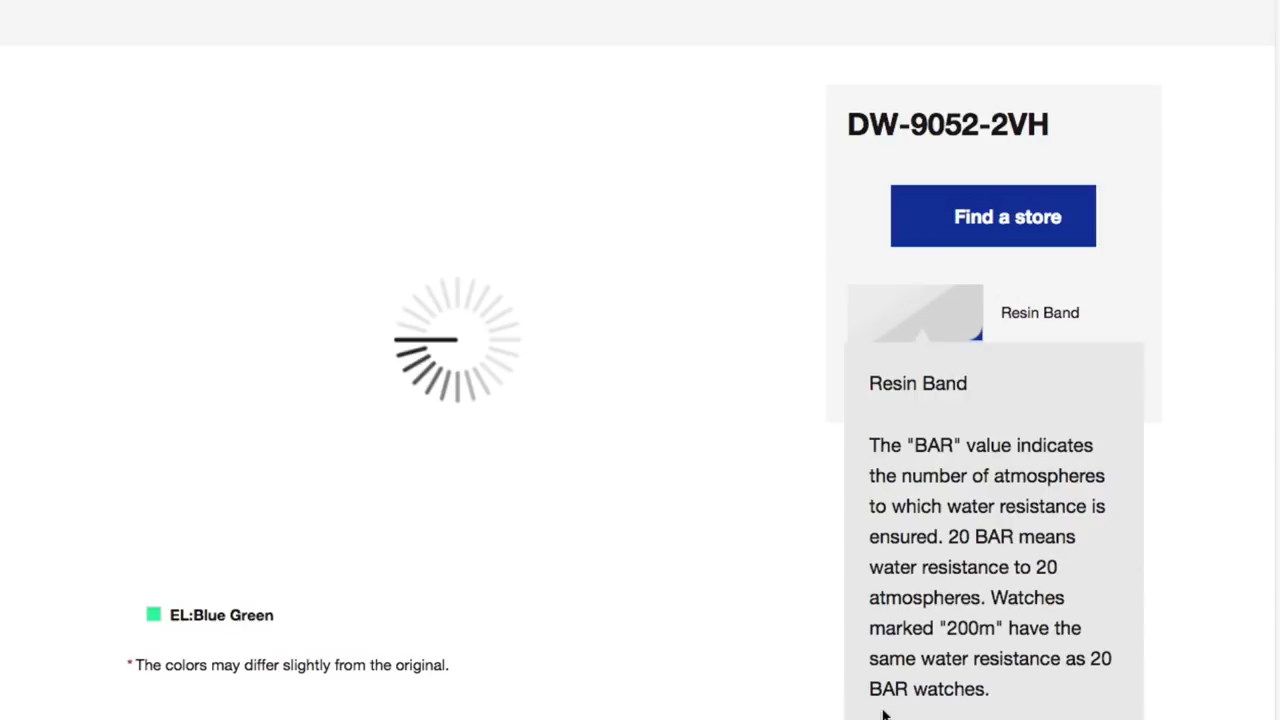 DW-9052-2VH
Find a store
Resin Band
Resin Band
The "BAR" value indicates
the number of atmospheres
to which water resistance is
ensured. 20 BAR means
water resistance to 20
atmospheres. Watches
marked "200m" have the
same water resistance as 20
BAR watches.
EL:Blue Green
* The colors may differ slightly from the original.